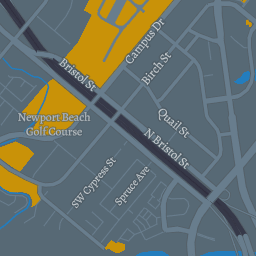 Campus Dr
Bristol St
Birch St
Newport Beach
Golf Course
Quail St
N Bristol St
SW Cypress St
Spruce Ave